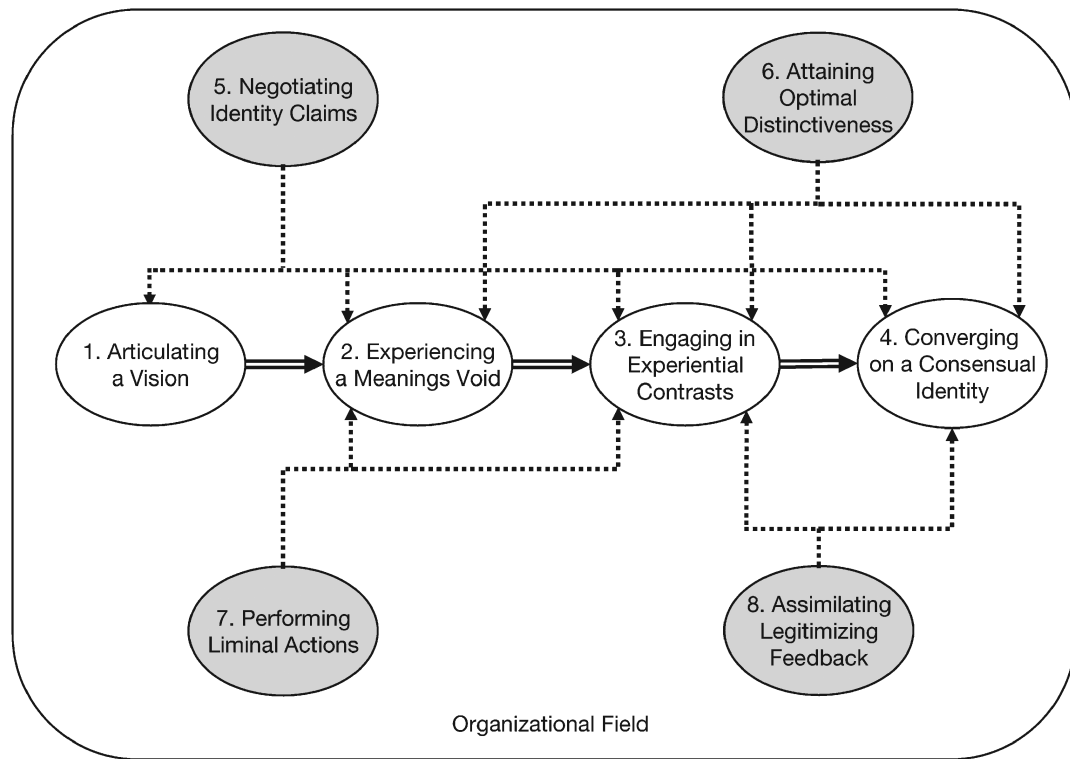 5. Negotiating
Identity Claims
6. Attaining
Optimal
Distinctiveness
1. Articulating
a Vision
2. Experiencing
a Meanings Void
3. Engaging in
Experiential
Contrasts
4. Converging
on a Consensual
Identity
7. Performing
Liminal Actions
8. Assimilating
Legitimizing
Feedback
Organizational Field